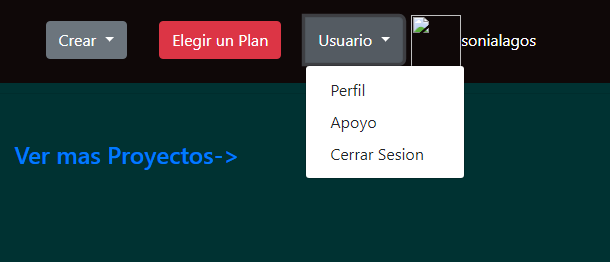 Crear
Elegir un Plan
Usuario
sonialagos
Perfil
Apoyo
Cerrar Sesion
Ver mas Proyectos->